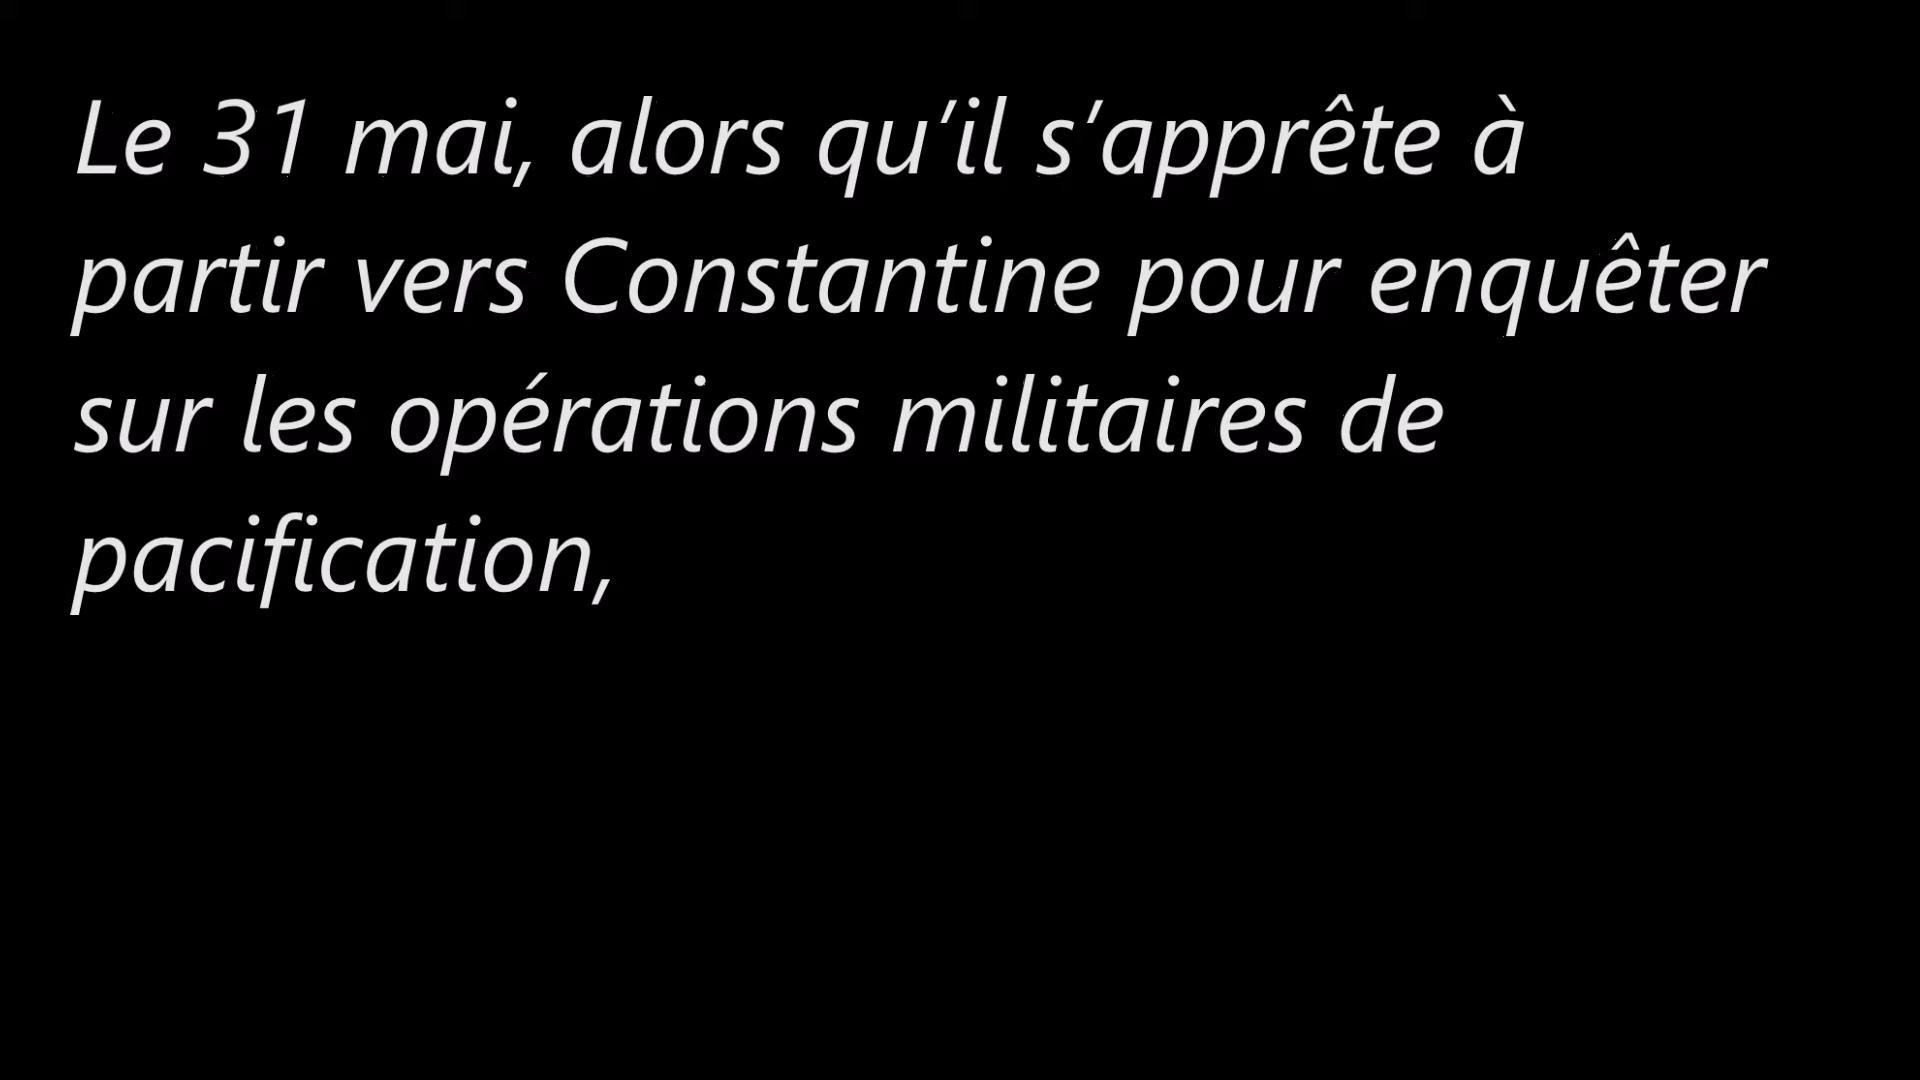 Le 31 mai, alors qu’il s’apprête à
partir vers Constantine pour enquêter
sur les opérations militaires de
pacification,